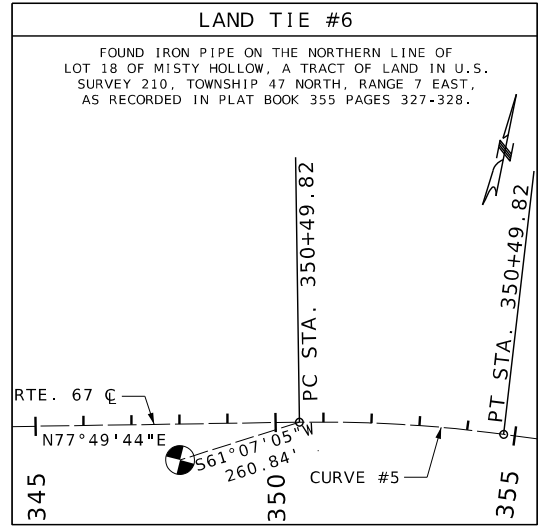 LAND TIE #6
FOUND IRON PIPE ON THE NORTHERN LINE OF
LOT 18 OF MISTY HOLLOW, A TRACT OF LAND IN U.S.
SURVEY 210, TOWNSHIP 47 NORTH, RANGE 7 EAST,
AS RECORDED IN PLAT BOOK 355 PAGES 327-328.
N
PC STA. 350+49.82
PT STA. 350+49.82
RTE. 67 ℄
N77°49'44"E
S61°07'05"W
260.84'
CURVE #5
345
350
355